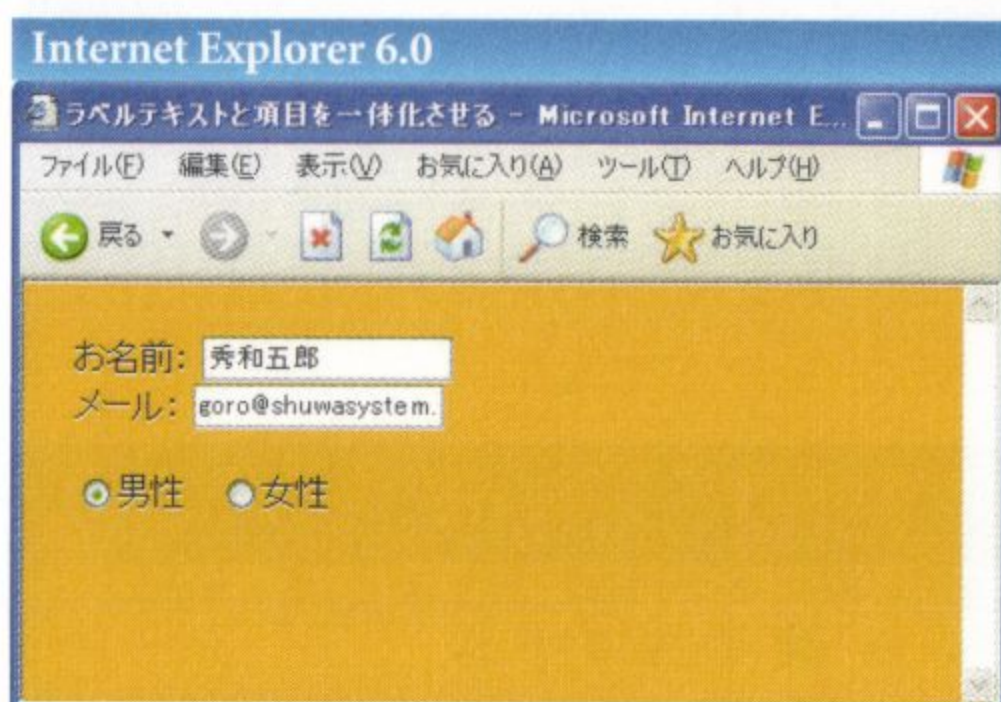 Internet Explorer 6.0
ラベルテキストと項目を一体化させる - Microsoft Internet E...
ファイル(F) 編集(E) 表示(V) お気に入り(A) ツール(T) ヘルプ(H)
戻る 検索 お気に入り
お名前: 秀和五郎
メール: goro@shuwasystem.
男性 女性